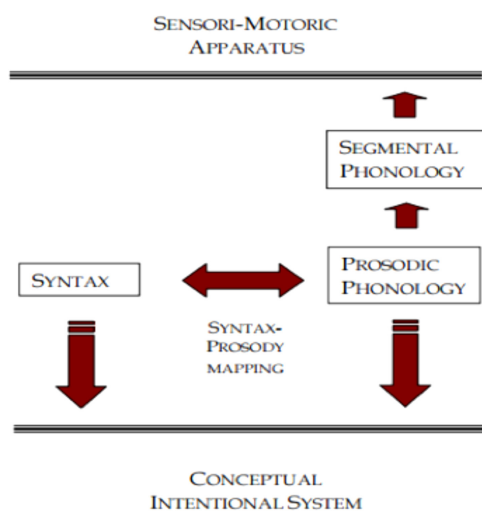 SENSORI-MOTORIC
APPARATUS
SEGMENTAL
PHONOLOGY
SYNTAX
PROSODIC
PHONOLOGY
SYNTAX-
PROSODY
MAPPING
CONCEPTUAL
INTENTIONAL SYSTEM